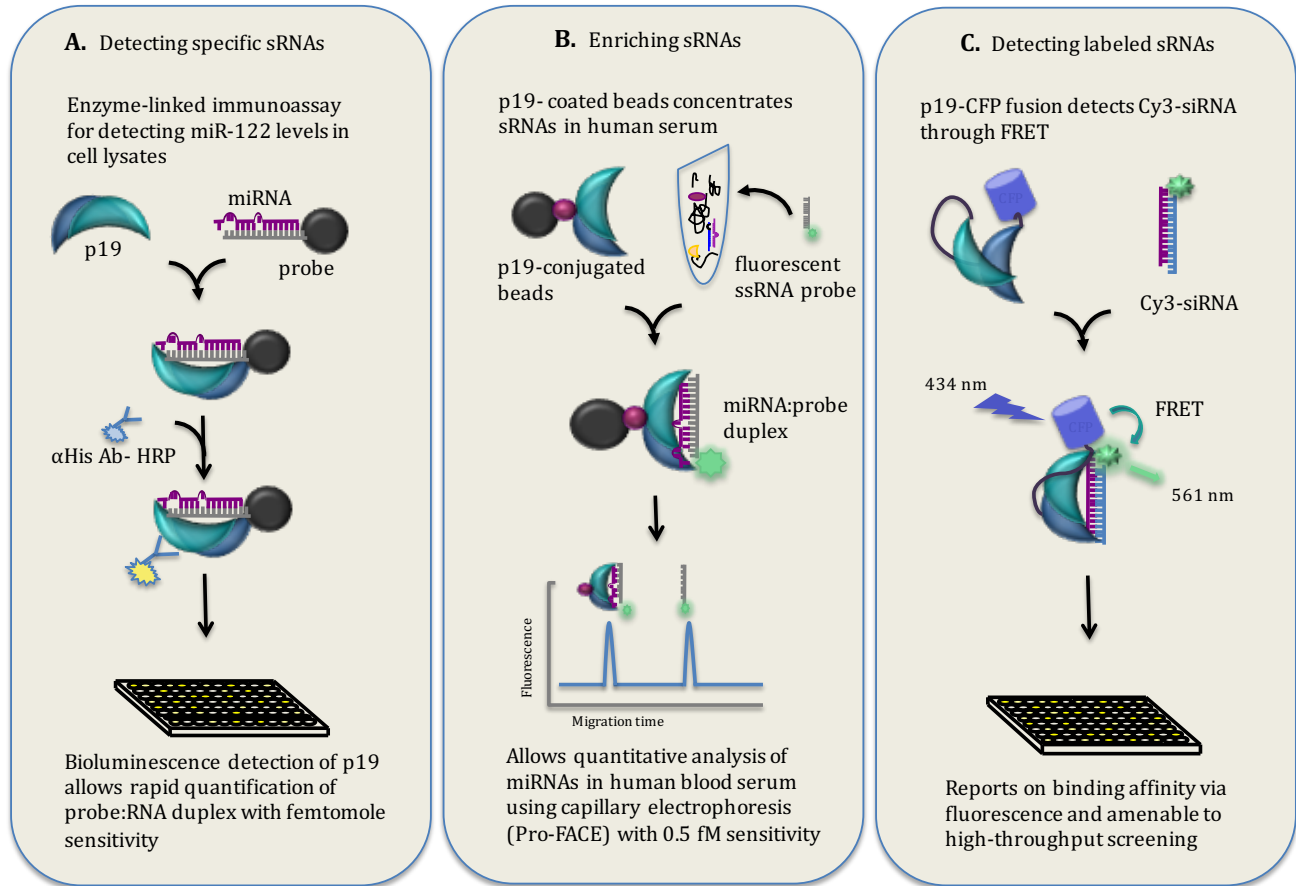 A. Detecting specific sRNAs
Enzyme-linked immunoassay
for detecting miR-122 levels in
cell lysates
miRNA
p19
probe
αHis Ab- HRP
Bioluminescence detection of p19
allows rapid quantification of
probe:RNA duplex with femtomole
sensitivity
B. Enriching sRNAs
p19- coated beads concentrates
sRNAs in human serum
p19-conjugated
beads
fluorescent
ssRNA probe
miRNA:probe
duplex
Fluorescence
Migration time
Allows quantitative analysis of
miRNAs in human blood serum
using capillary electrophoresis
(Pro-FACE) with 0.5 fM sensitivity
C. Detecting labeled sRNAs
p19-CFP fusion detects Cy3-siRNA
through FRET
CFP
Cy3-siRNA
434 nm
CFP
FRET
561 nm
Reports on binding affinity via
fluorescence and amenable to
high-throughput screening